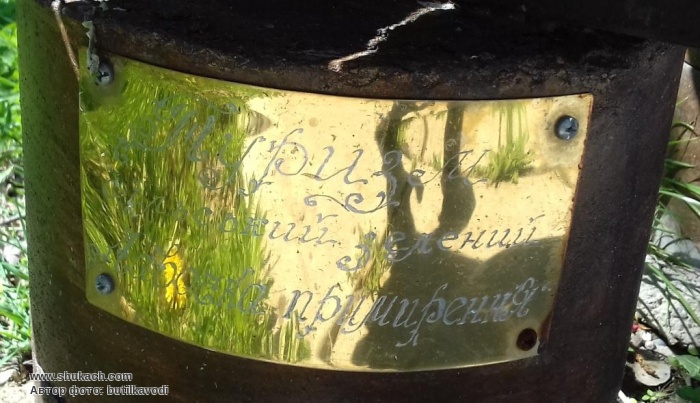 Туризм
зелений
примирення"
www.shukach.com
Автор фото: butilkavodi